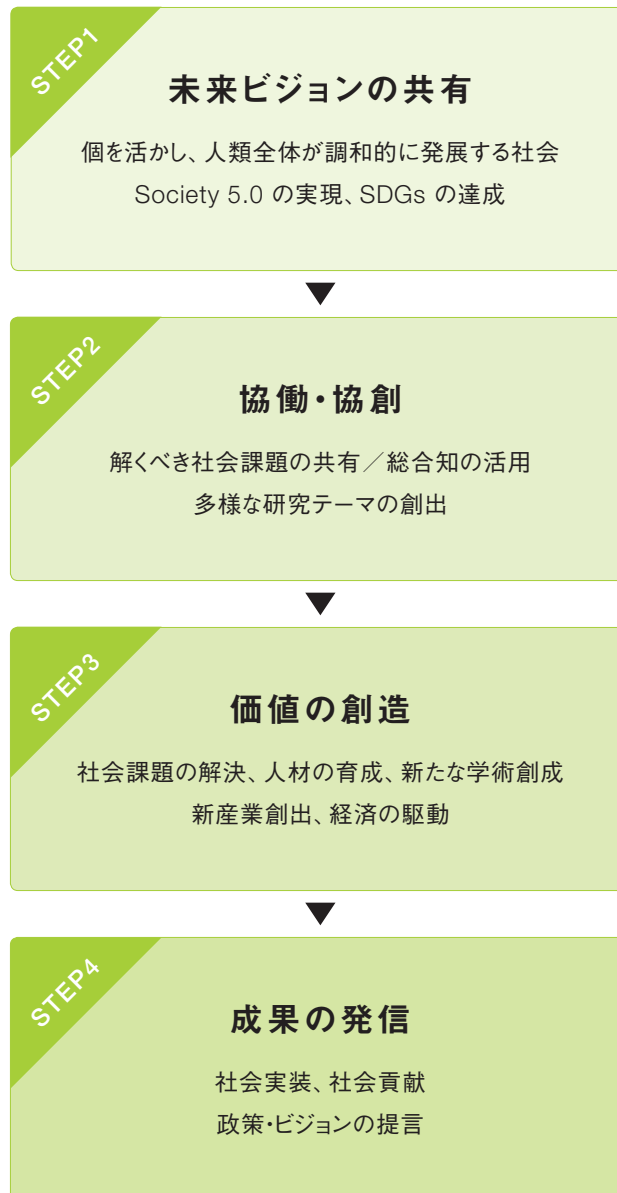 STEP1
未来ビジョンの共有
個を活かし、人類全体が調和的に発展する社会
Society 5.0 の実現、SDGs の達成
STEP2
協働・協創
解くべき社会課題の共有／総合知の活用
多様な研究テーマの創出
STEP3
価値の創造
社会課題の解決、人材の育成、新たな学術創成
新産業創出、経済の駆動
STEP4
成果の発信
社会実装、社会貢献
政策・ビジョンの提言